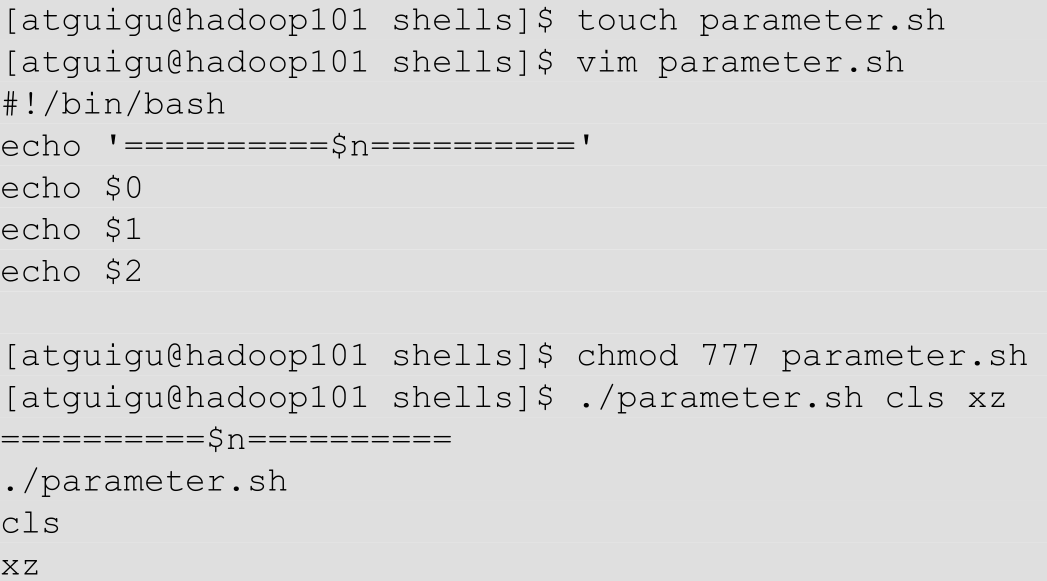 [atguigu@hadoop101 shells]$ touch parameter.sh
[atguigu@hadoop101 shells]$ vim parameter.sh
#!/bin/bash
echo '==========$n=========='
echo $0
echo $1
echo $2
[atguigu@hadoop101 shells]$ chmod 777 parameter.sh
[atguigu@hadoop101 shells]$ ./parameter.sh cls xz
==========$n==========
./parameter.sh
cls
xz